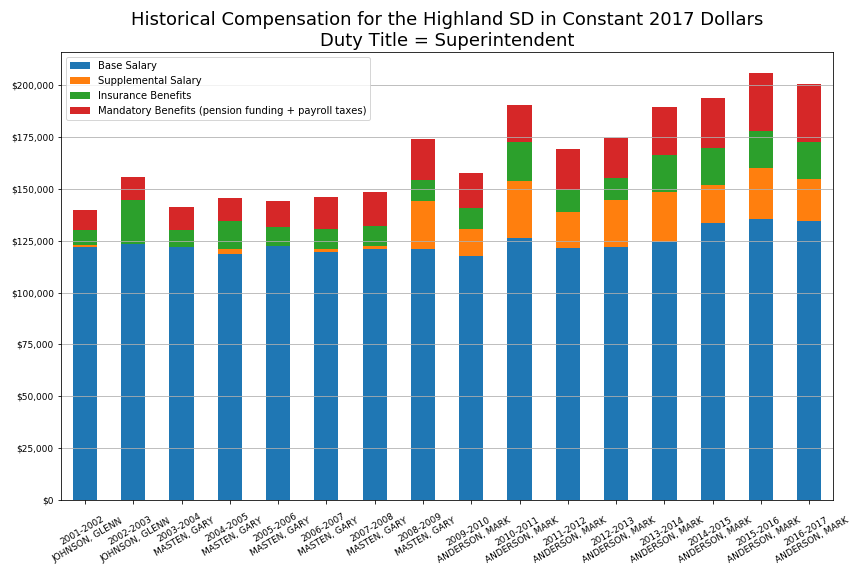 Historical Compensation for the Highland SD in Constant 2017 Dollars
Duty Title = Superintendent
Base Salary
Supplemental Salary
Insurance Benefits
Mandatory Benefits (pension funding + payroll taxes)
$200,000
$175,000
$150,000
$125,000
$100,000
$75,000
$50,000
$25,000
$0
2001-2002
JOHNSON, GLENN
2002-2003
JOHNSON, GLENN
2003-2004
MASTEN, GARY
2004-2005
MASTEN, GARY
2005-2006
MASTEN, GARY
2006-2007
MASTEN, GARY
2007-2008
MASTEN, GARY
2008-2009
MASTEN, GARY
2009-2010
ANDERSON, MARK
2010-2011
ANDERSON, MARK
2011-2012
ANDERSON, MARK
2012-2013
ANDERSON, MARK
2013-2014
ANDERSON, MARK
2014-2015
ANDERSON, MARK
2015-2016
ANDERSON, MARK
2016-2017
ANDERSON, MARK